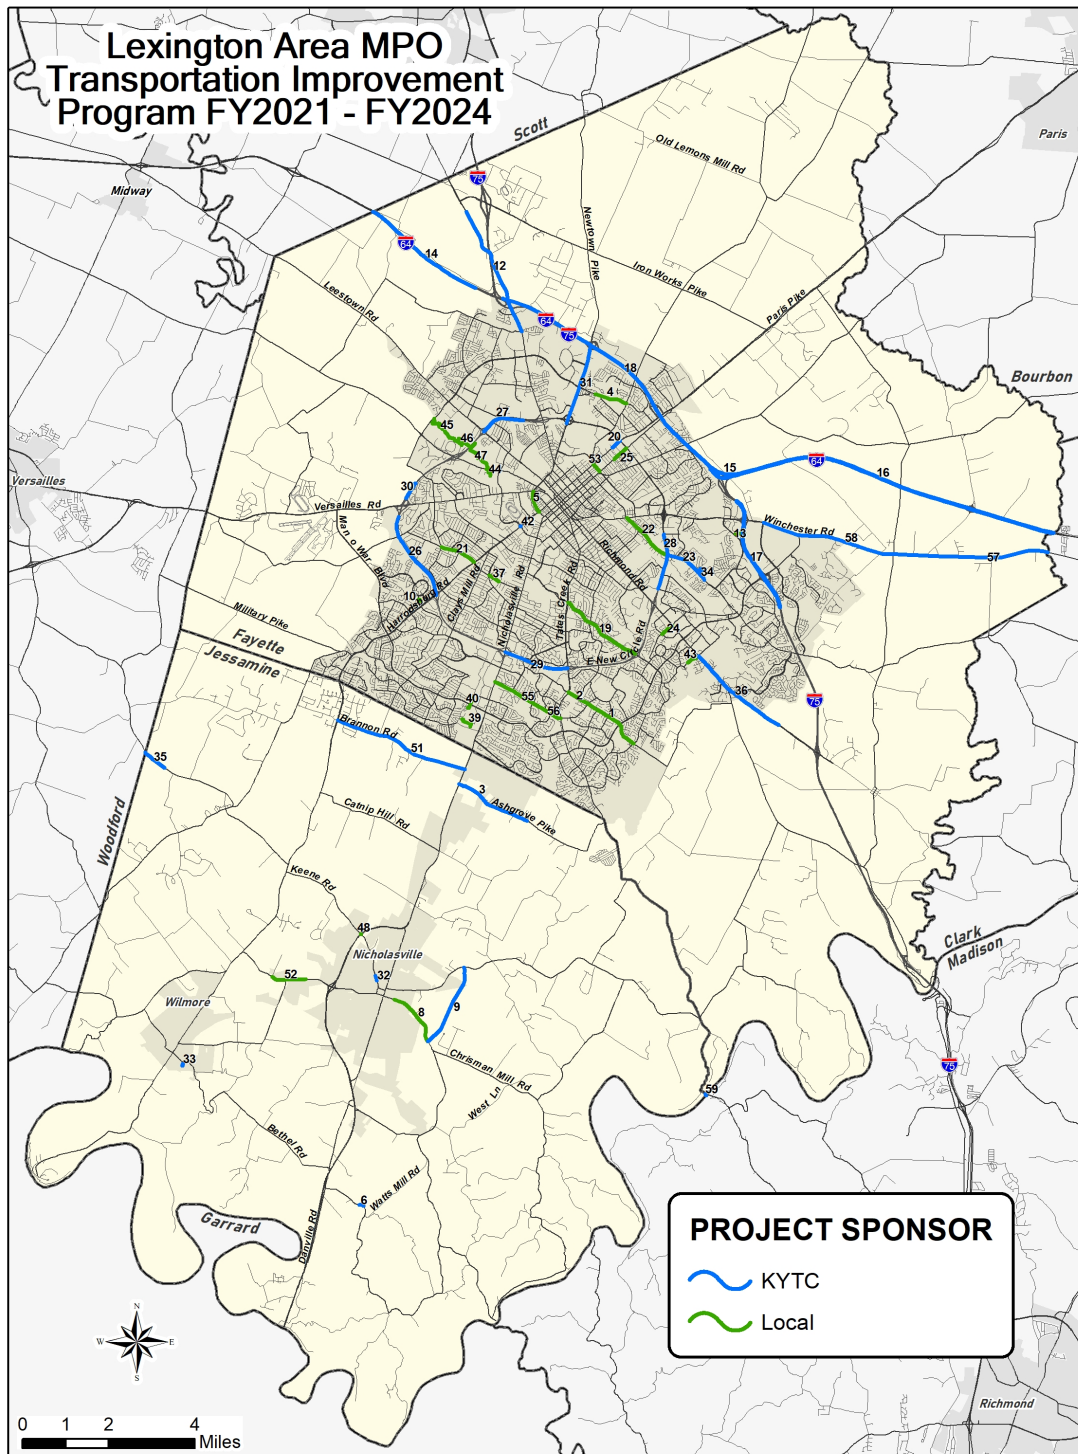 Lexington Area MPO
Transportation Improvement
Program FY2021 - FY2024
Scott
Paris
Old Lemons Mill Rd
Midway
75
Newtown Pike
64
14
12
Iron Works Pike
Paris Pike
Leestown Rd
64
75
18
Bourbon
31
4
27
45
46
47
44
20
25
53
15
64
16
Versailles
30
Versailles Rd
5
42
22
13
Winchester Rd
58
57
Man o War Blvd
26
21
Richmond Rd
28
23
34
17
37
10
Harrodsburg Rd
Clays Mill Rd
Nicholasville Rd
Tates Creek Rd
Military Pike
19
24
Fayette
Jessamine
29
E New Circle Rd
43
36
75
40
39
55
56
2
1
Brannon Rd
51
35
3
Ashgrove Pike
Woodford
Catnip Hill Rd
Keene Rd
48
Nicholasville
Clark
Madison
52
32
Wilmore
8
9
33
Chrisman Mill Rd
75
West Ln
59
Bethel Rd
Watts Mill Rd
6
Garrard
Danville Rd
PROJECT SPONSOR
KYTC
Local
N
W
E
S
Richmond
0 1 2 4
Miles